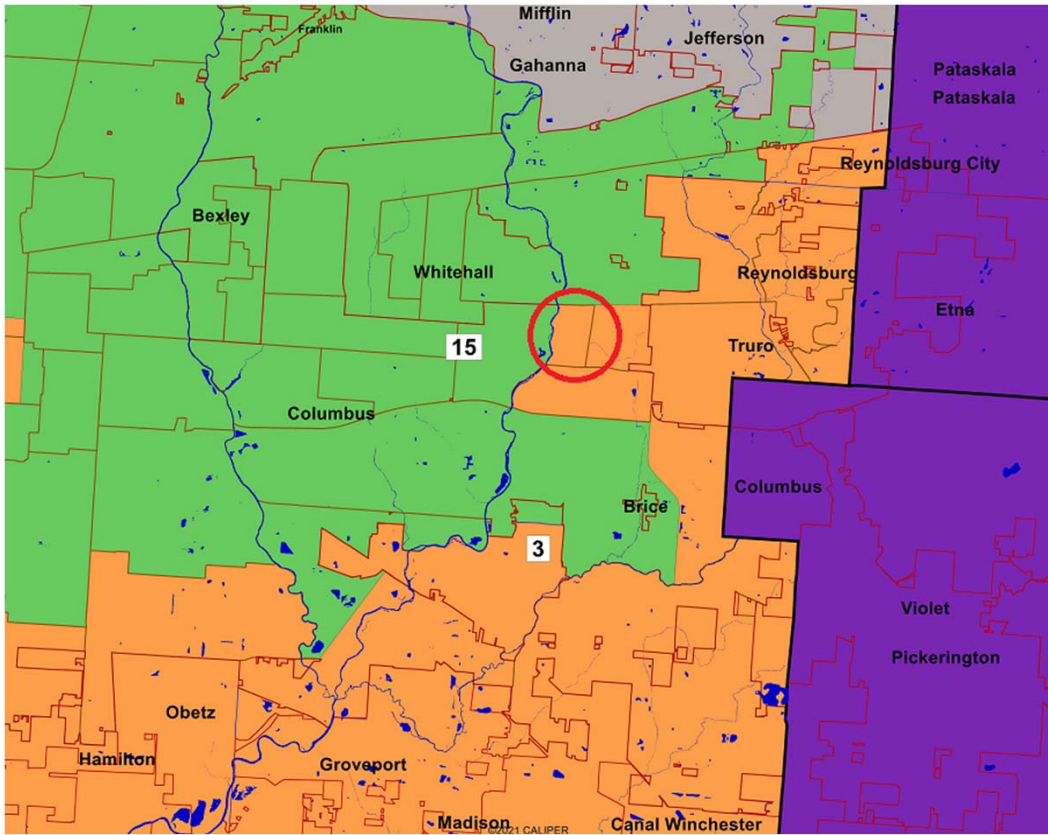 Mifflin
Franklin
Jefferson
Gahanna
Pataskala
Pataskala
Reynoldsburg City
Bexley
Whitehall
Reynoldsburg
Etna
15
Truro
Columbus
Columbus
Brice
3
Violet
Pickerington
Obetz
Hamilton
Groveport
Madison
©2021 CALIPER
Canal Winchester